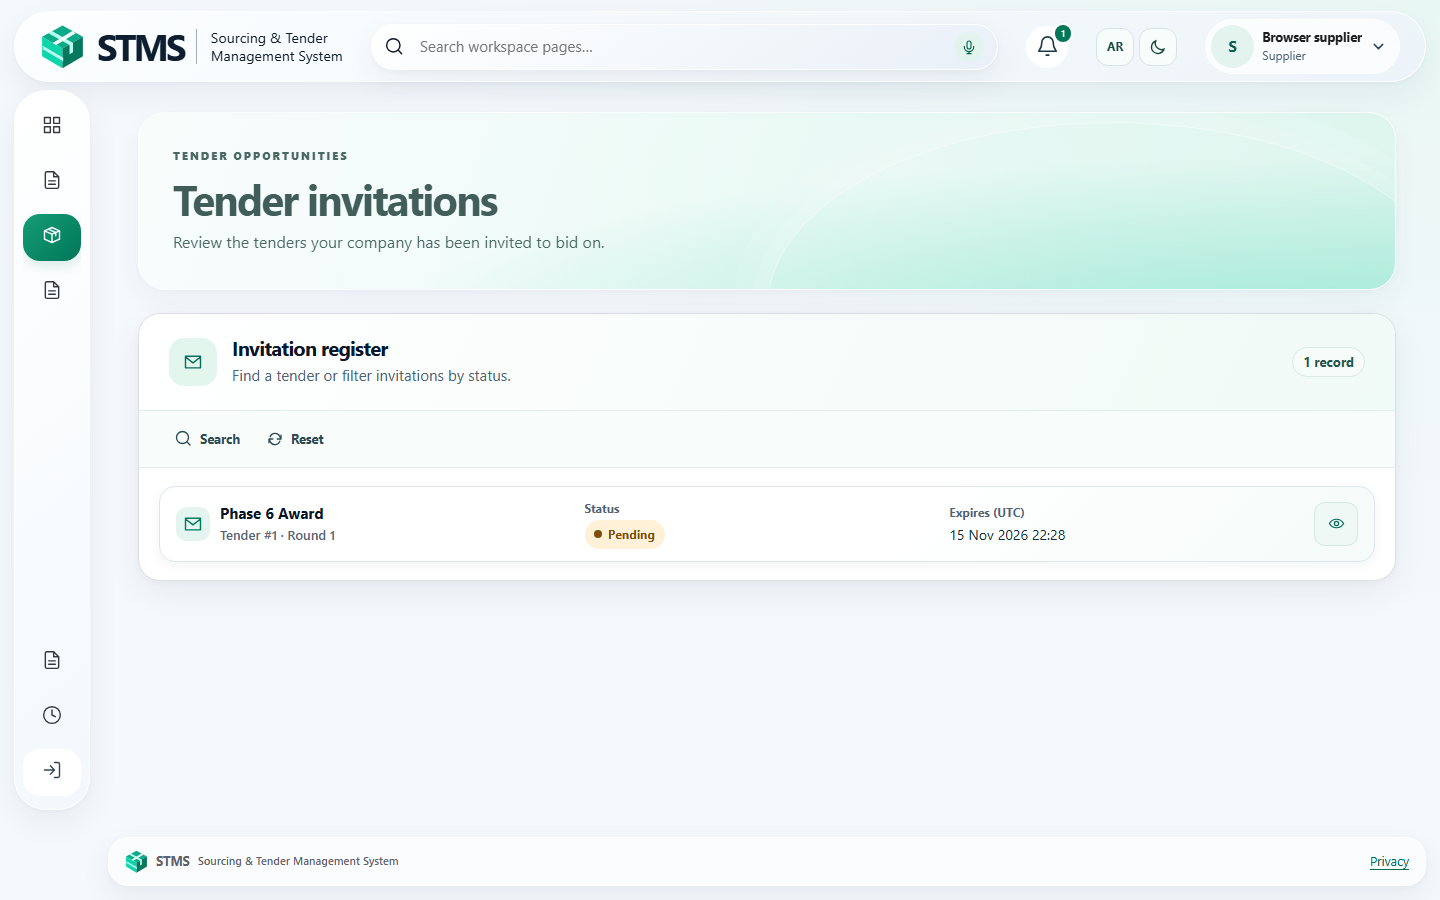 STMS
Sourcing & Tender
Management System
Search workspace pages...
1
AR
S
Browser supplier
Supplier
TENDER OPPORTUNITIES
Tender invitations
Review the tenders your company has been invited to bid on.
Invitation register
Find a tender or filter invitations by status.
1 record
Search
Reset
Phase 6 Award
Tender #1 · Round 1
Status
Pending
Expires (UTC)
15 Nov 2026 22:28
STMS
Sourcing & Tender Management System
Privacy